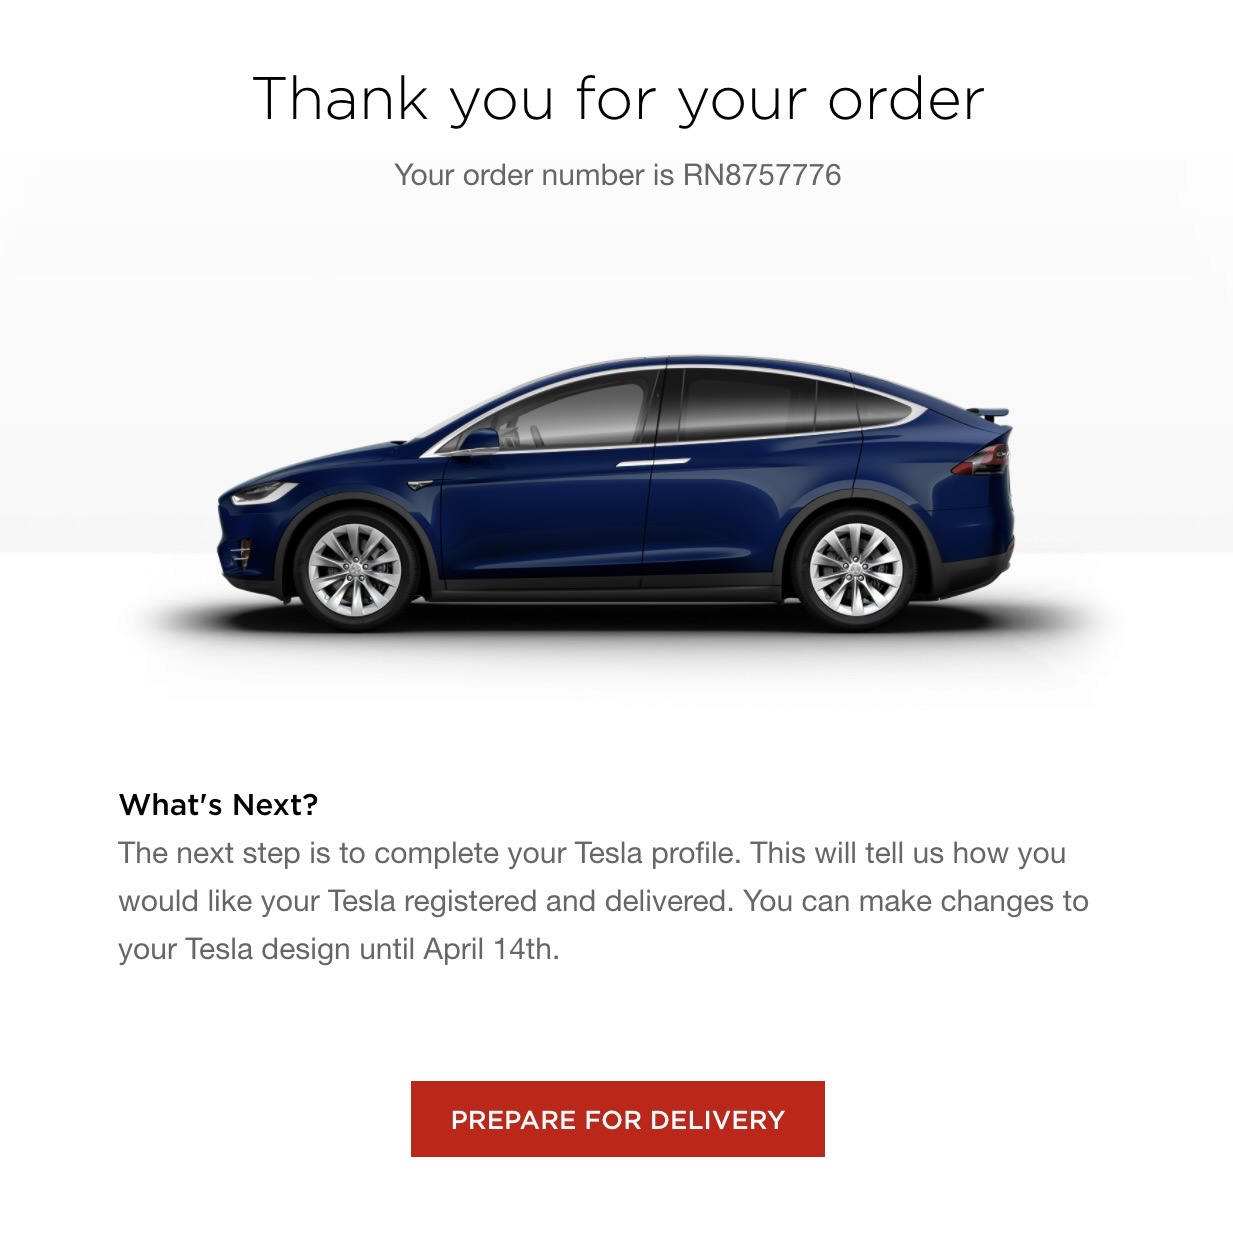 Thank you for your order
Your order number is RN8757776
What's Next?
The next step is to complete your Tesla profile. This will tell us how you
would like your Tesla registered and delivered. You can make changes to
your Tesla design until April 14th.
PREPARE FOR DELIVERY